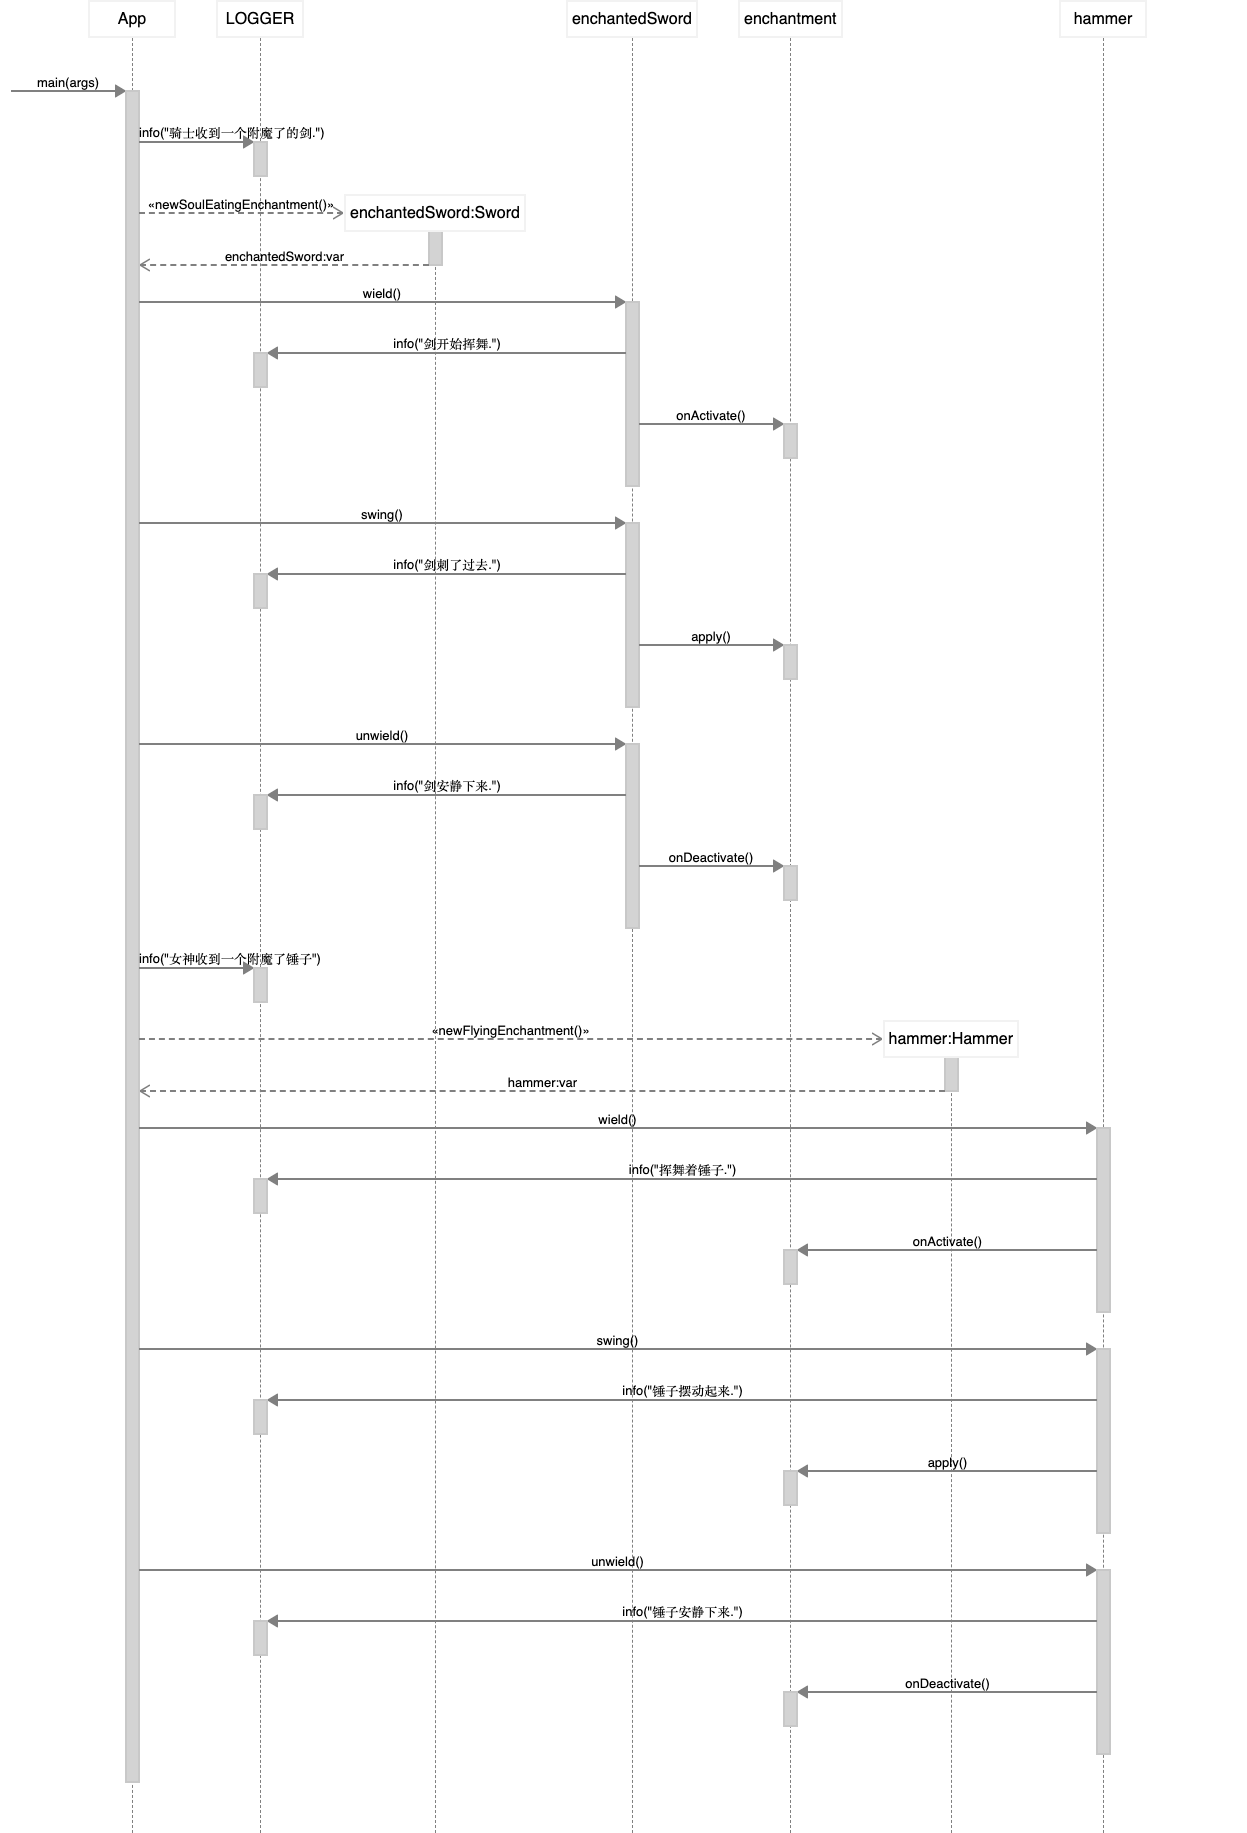 App
LOGGER
enchantedSword
enchantment
hammer
main(args)
info("骑士收到一个附魔了的剑.")
«newSoulEatingEnchantment()»
enchantedSword:Sword
enchantedSword:var
wield()
info("剑开始挥舞.")
onActivate()
swing()
info("剑刺了过去.")
apply()
unwield()
info("剑安静下来.")
onDeactivate()
info("女神收到一个附魔了锤子")
«newFlyingEnchantment()»
hammer:Hammer
hammer:var
wield()
info("挥舞着锤子.")
onActivate()
swing()
info("锤子摆动起来.")
apply()
unwield()
info("锤子安静下来.")
onDeactivate()